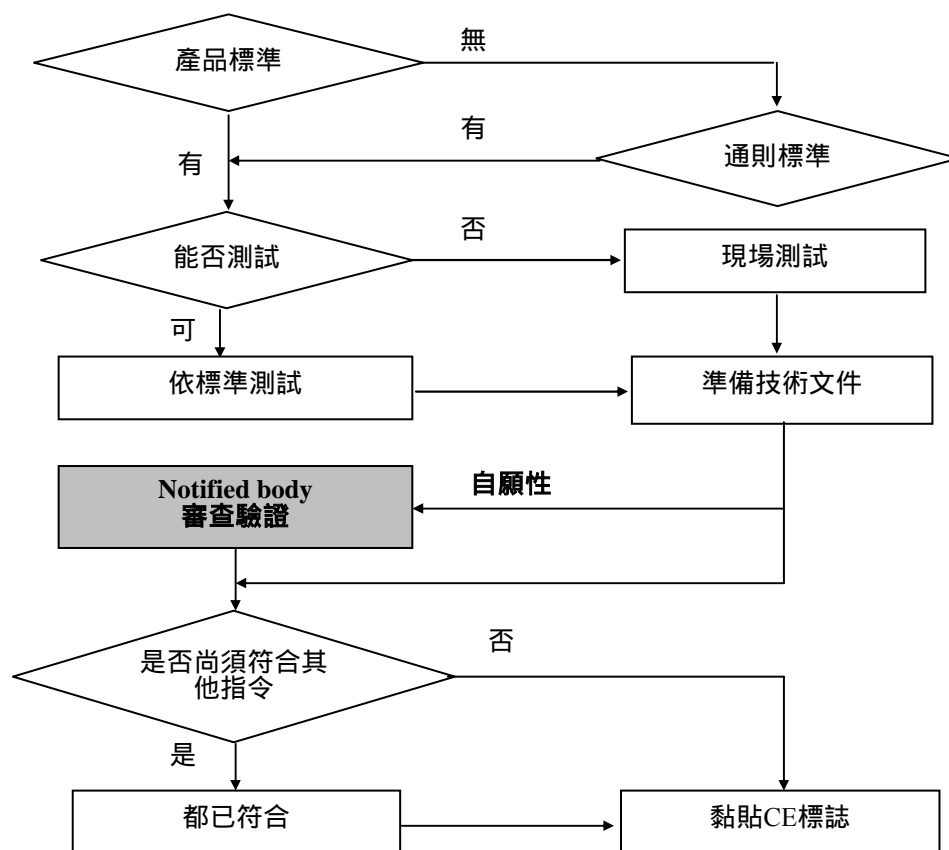 無
產品標準
有
通則標準
有
否
能否測試
現場測試
可
依標準測試
準備技術文件
自願性
Notified body
審查驗證
否
是否尚須符合其
他指令
是
都已符合
黏貼CE標誌